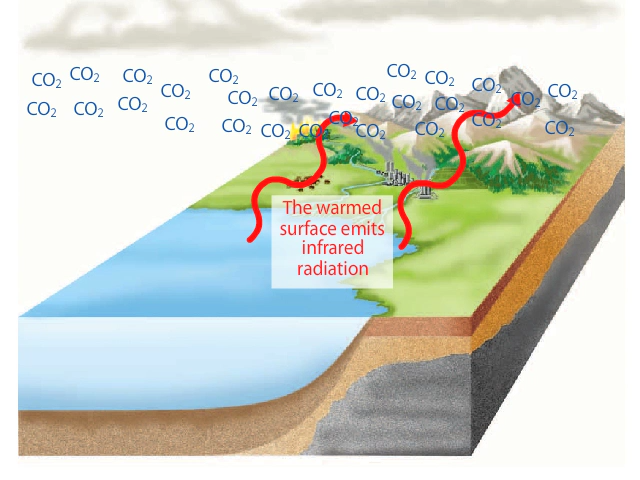 CO₂ CO₂ CO₂ CO₂ CO₂ CO₂ CO₂ CO₂ CO₂ CO₂ CO₂
CO₂ CO₂ CO₂ CO₂ CO₂ CO₂ CO₂ CO₂ CO₂
CO₂ CO₂ CO₂ CO₂ CO₂ CO₂ CO₂ CO₂ CO₂ CO₂
The warmed
surface emits
infrared
radiation